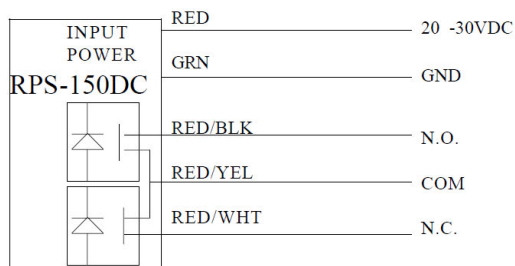 RED
INPUT
POWER
20 -30VDC
GRN
RPS-150DC
GND
RED/BLK
N.O.
RED/YEL
COM
RED/WHT
N.C.